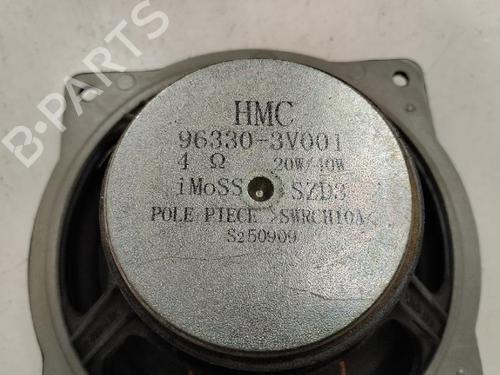 B-PARTS
HMC
96330-3V001
4 Ω 20W/40W
iMoSS SZD3
POLE PIECE >SWRCH10A<
S250909